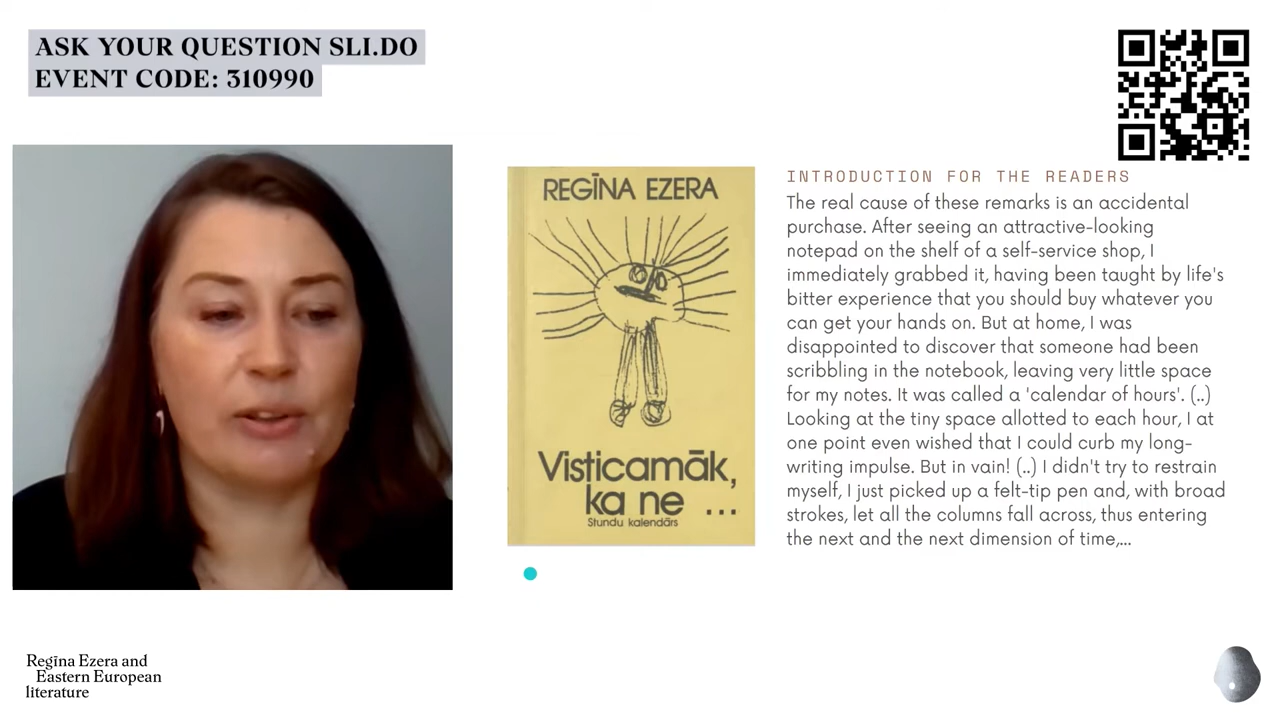 ASK YOUR QUESTION SLI.DO
EVENT CODE: 310990
REGĪNA EZERA
Visticamāk,
ka ne ...
Stundu kalendārs
INTRODUCTION FOR THE READERS
The real cause of these remarks is an accidental
purchase. After seeing an attractive-looking
notepad on the shelf of a self-service shop, I
immediately grabbed it, having been taught by life's
bitter experience that you should buy whatever you
can get your hands on. But at home, I was
disappointed to discover that someone had been
scribbling in the notebook, leaving very little space
for my notes. It was called a 'calendar of hours'. (..)
Looking at the tiny space allotted to each hour, I at
one point even wished that I could curb my long-
writing impulse. But in vain! (..) I didn't try to restrain
myself, I just picked up a felt-tip pen and, with broad
strokes, let all the columns fall across, thus entering
the next and the next dimension of time,...
Regīna Ezera and
Eastern European
literature